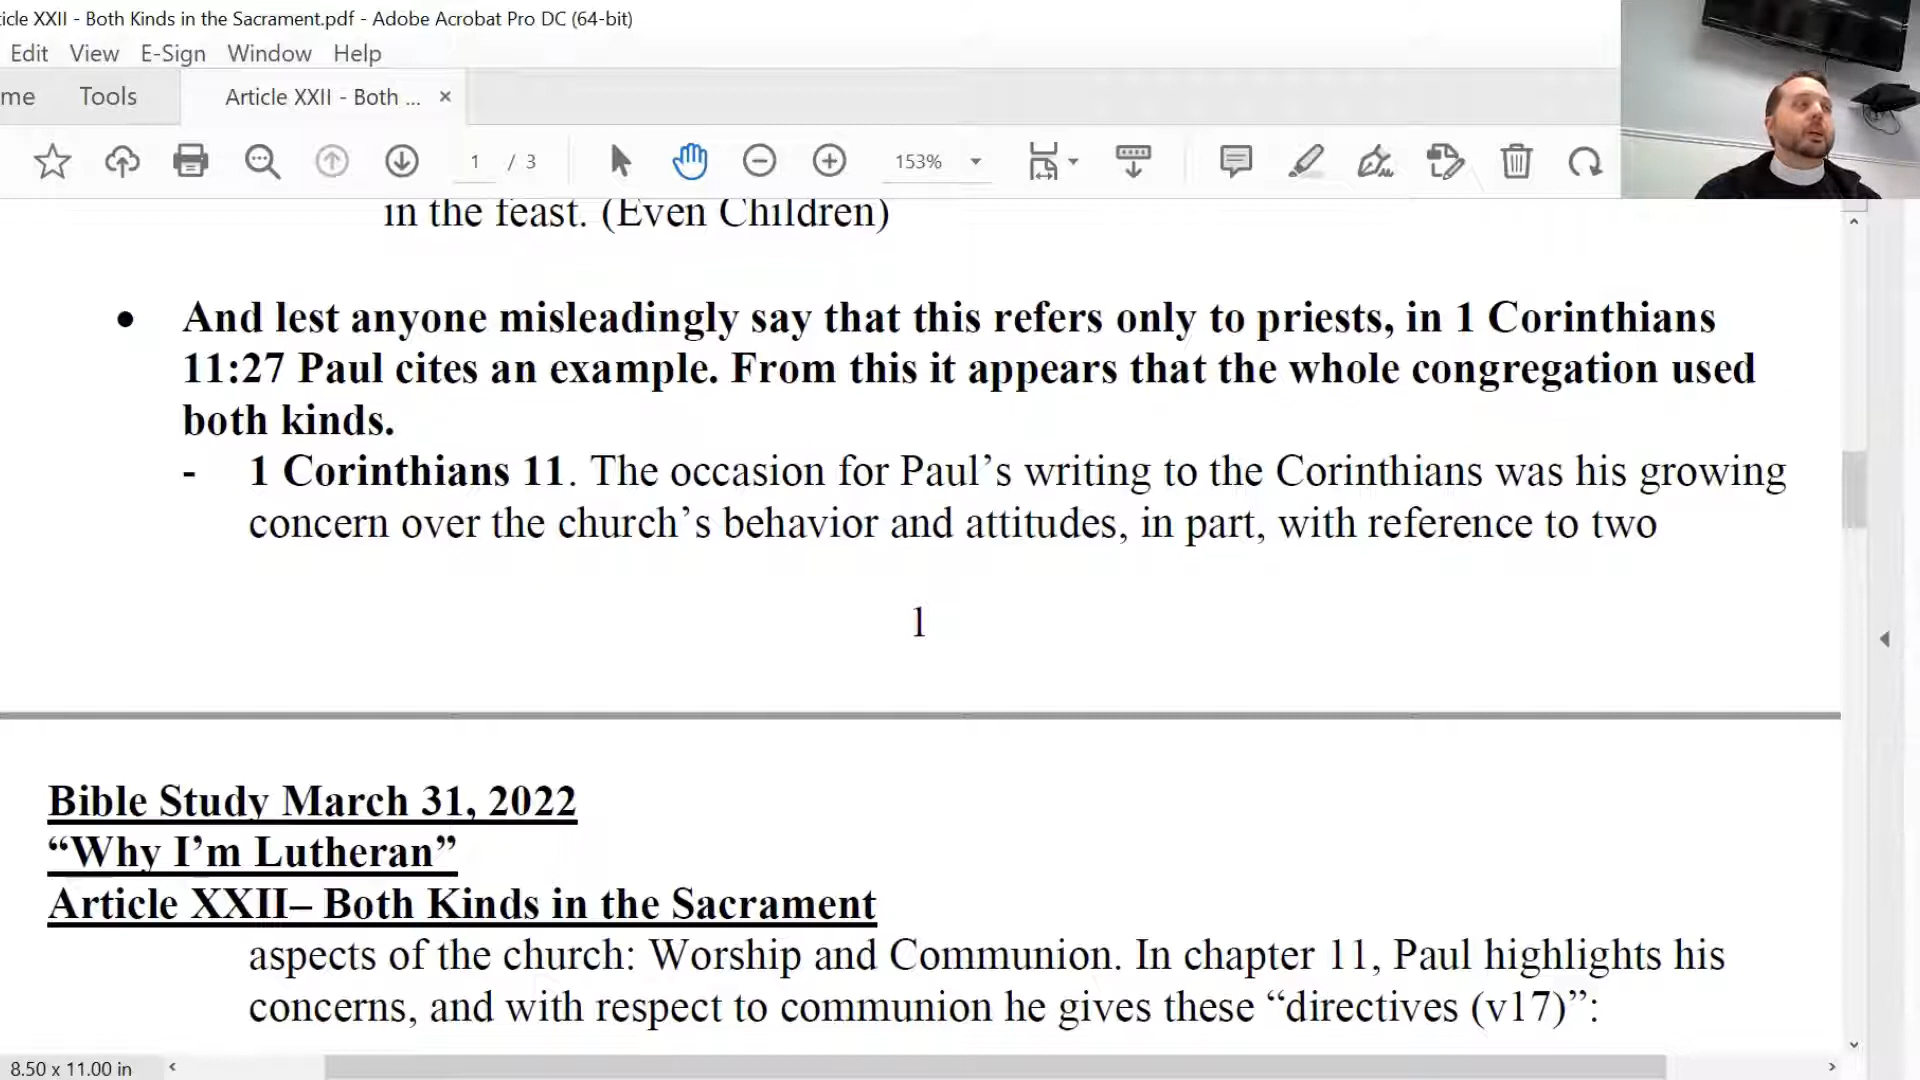 icle XXII - Both Kinds in the Sacrament.pdf - Adobe Acrobat Pro DC (64-bit)
Edit View E-Sign Window Help
me Tools Article XXII - Both ... ×
1 / 3 153%
in the feast. (Even Children)
• And lest anyone misleadingly say that this refers only to priests, in 1 Corinthians
11:27 Paul cites an example. From this it appears that the whole congregation used
both kinds.
- 1 Corinthians 11. The occasion for Paul’s writing to the Corinthians was his growing
concern over the church’s behavior and attitudes, in part, with reference to two
1
Bible Study March 31, 2022
“Why I’m Lutheran”
Article XXII– Both Kinds in the Sacrament
aspects of the church: Worship and Communion. In chapter 11, Paul highlights his
concerns, and with respect to communion he gives these “directives (v17)”:
8.50 x 11.00 in